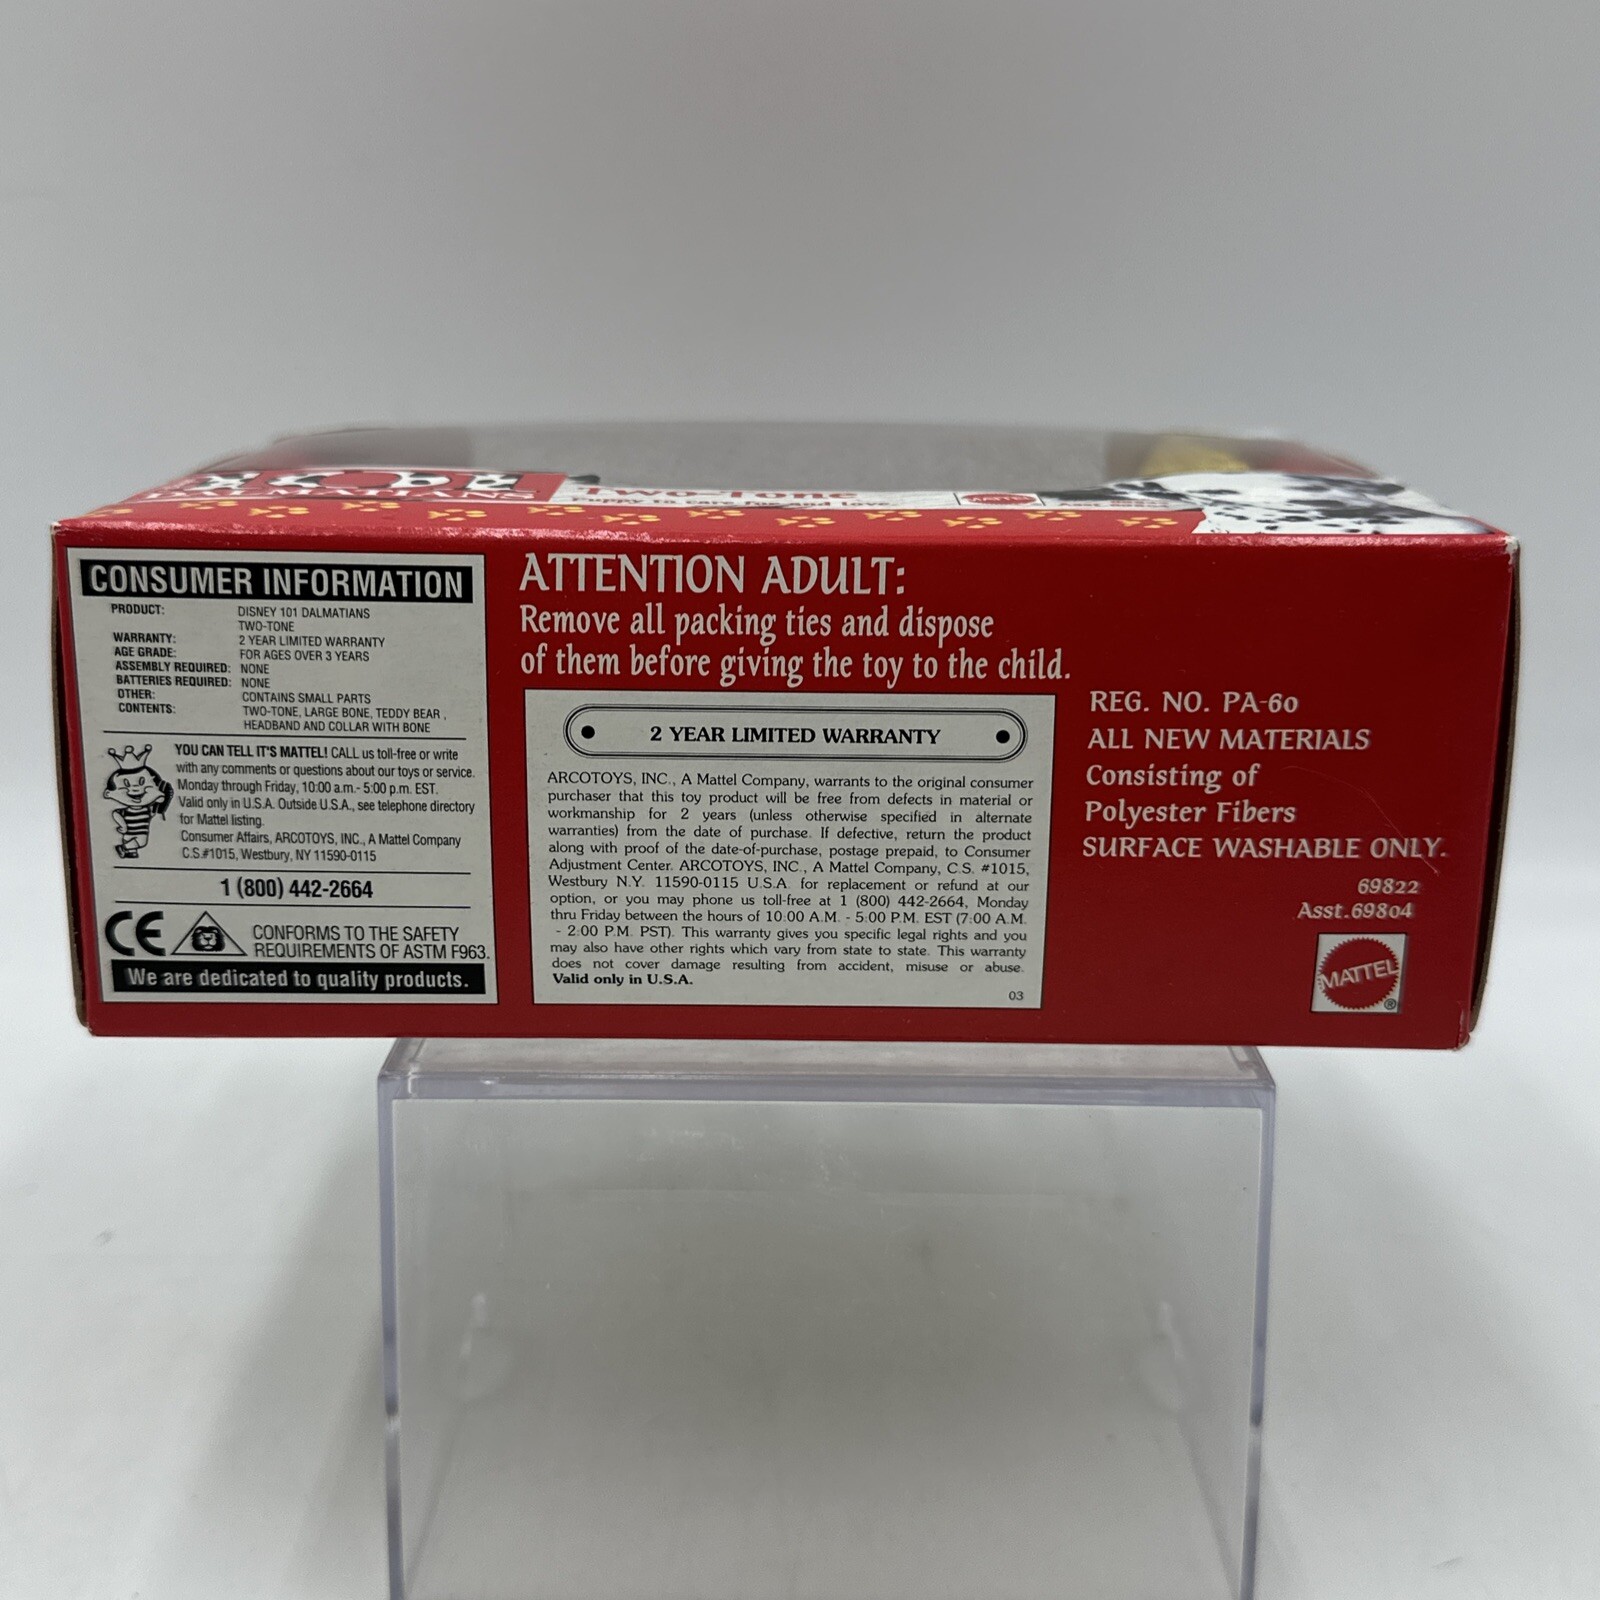 DALMATIANS
Two-Tone
CONSUMER INFORMATION
PRODUCT: DISNEY 101 DALMATIANS
TWO-TONE
WARRANTY: 2 YEAR LIMITED WARRANTY
AGE GRADE: FOR AGES OVER 3 YEARS
ASSEMBLY REQUIRED: NONE
BATTERIES REQUIRED: NONE
OTHER: CONTAINS SMALL PARTS
CONTENTS: TWO-TONE, LARGE BONE, TEDDY BEAR ,
HEADBAND AND COLLAR WITH BONE
YOU CAN TELL IT'S MATTEL! CALL us toll-free or write
with any comments or questions about our toys or service.
Monday through Friday, 10:00 a.m.- 5:00 p.m. EST.
Valid only in U.S.A. Outside U.S.A., see telephone directory
for Mattel listing.
Consumer Affairs, ARCOTOYS, INC., A Mattel Company
C.S.#1015, Westbury, NY 11590-0115
1 (800) 442-2664
CE
CONFORMS TO THE SAFETY
REQUIREMENTS OF ASTM F963.
We are dedicated to quality products.
ATTENTION ADULT:
Remove all packing ties and dispose
of them before giving the toy to the child.
2 YEAR LIMITED WARRANTY
ARCOTOYS, INC., A Mattel Company, warrants to the original consumer
purchaser that this toy product will be free from defects in material or
workmanship for 2 years (unless otherwise specified in alternate
warranties) from the date of purchase. If defective, return the product
along with proof of the date-of-purchase, postage prepaid, to Consumer
Adjustment Center. ARCOTOYS, INC., A Mattel Company, C.S. #1015,
Westbury N.Y. 11590-0115 U.S.A. for replacement or refund at our
option, or you may phone us toll-free at 1 (800) 442-2664, Monday
thru Friday between the hours of 10:00 A.M. - 5:00 P.M. EST (7:00 A.M.
- 2:00 P.M. PST). This warranty gives you specific legal rights and you
may also have other rights which vary from state to state. This warranty
does not cover damage resulting from accident, misuse or abuse.
Valid only in U.S.A.
03
REG. NO. PA-60
ALL NEW MATERIALS
Consisting of
Polyester Fibers
SURFACE WASHABLE ONLY.
69822
Asst.69804
MATTEL
®